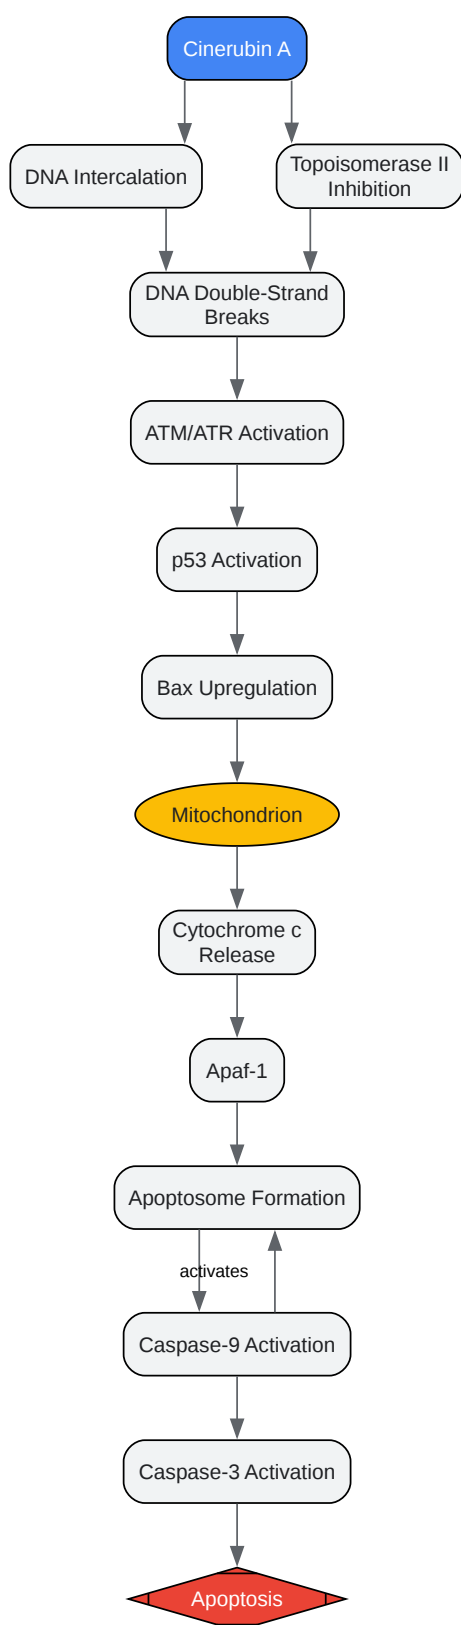 Cinerubin A
DNA Intercalation
Topoisomerase II
Inhibition
DNA Double-Strand
Breaks
ATM/ATR Activation
p53 Activation
Bax Upregulation
Mitochondrion
Cytochrome c
Release
Apaf-1
Apoptosome Formation
activates
Caspase-9 Activation
Caspase-3 Activation
Apoptosis